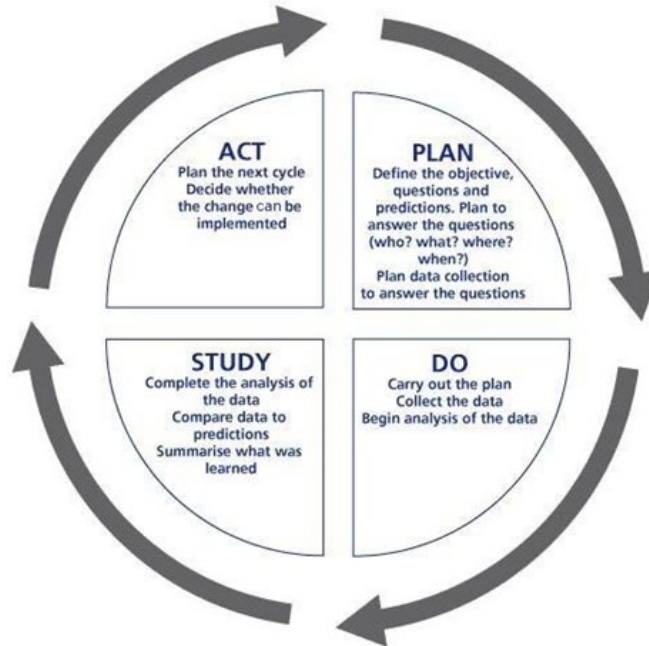 ACT
Plan the next cycle
Decide whether
the change can be
implemented
PLAN
Define the objective,
questions and
predictions. Plan to
answer the questions
(who? what? where?
when?)
Plan data collection
to answer the questions
STUDY
Complete the analysis of
the data
Compare data to
predictions
Summarise what was
learned
DO
Carry out the plan
Collect the data
Begin analysis of the data